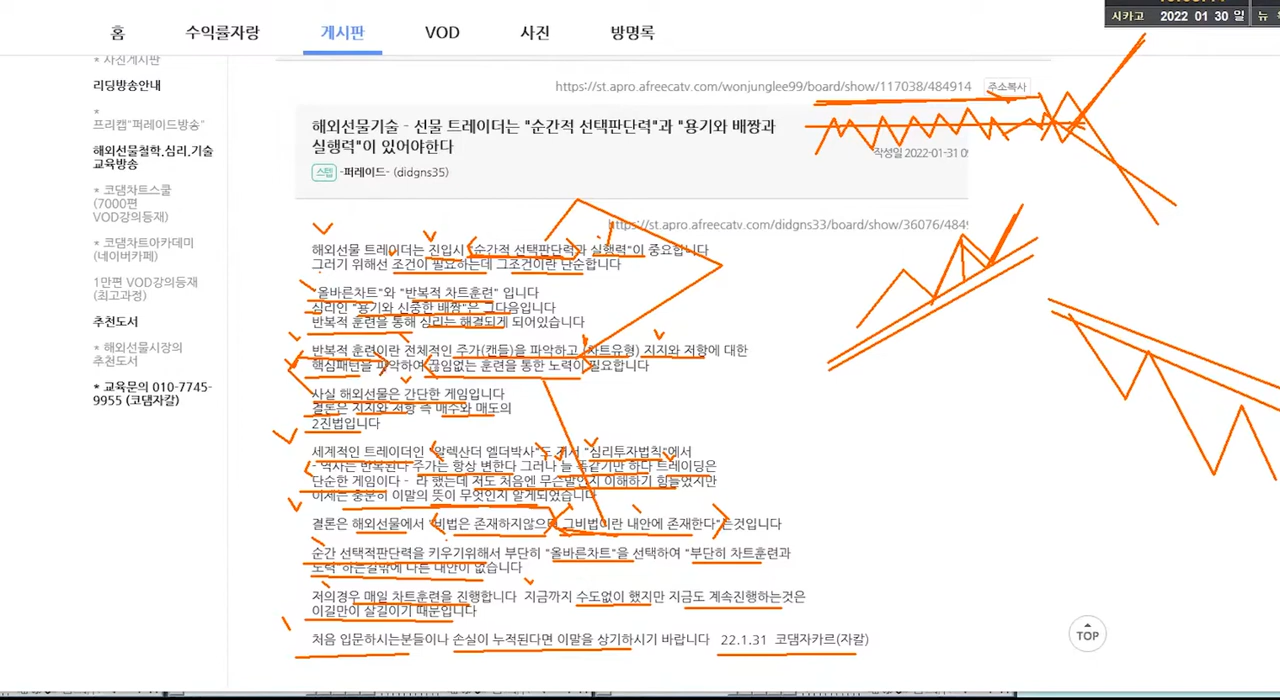 시카고 2022 01 30 일 뉴
홈 수익률자랑 게시판 VOD 사진 방명록
* 사진게시판
리딩방송안내
*
프리캡"퍼레이드방송"
해외선물철학.심리.기술
교육방송
* 코댐차트스쿨
(7000편
VOD강의등재)
* 코댐차트아카데미
(네이버카페)
1만편 VOD강의등재
(최고과정)
추천도서
* 해외선물시장의
추천도서
* 교육문의 010-7745-
9955 (코댐자칼)
https://st.apro.afreecatv.com/wonjunglee99/board/show/117038/484914 주소복사
해외선물기술 - 선물 트레이더는 "순간적 선택판단력"과 "용기와 배짱과
실행력"이 있어야한다
작성일 2022-01-31
스탭 -퍼레이드- (didgns35)
https://st.apro.afreecatv.com/didgns33/board/show/36076/484
해외선물 트레이더는 진입시 "순간적 선택판단력과 실행력"이 중요합니다
그러기 위해선 조건이 필요하는데 그조건이란 단순합니다
"올바른차트"와 "반복적 차트훈련" 입니다
심리인 "용기와 신중한 배짱"은 그다음입니다
반복적 훈련을 통해 심리는 해결되게 되어있습니다
반복적 훈련이란 전체적인 주가(캔들)을 파악하고 (차트유형) 지지와 저항에 대한
핵심패턴을 파악하여 끊임없는 훈련을 통한 노력이 필요합니다
사실 해외선물은 간단한 게임입니다
결론은 지지와 저항 즉 매수와 매도의
2진법입니다
세계적인 트레이더인 "알렉산더 엘더박사"도 저서 "심리투자법칙"에서
- 역사는 반복된다 주가는 항상 변한다 그러나 늘 똑같기만 하다 트레이딩은
단순한 게임이다 - 라 했는데 저도 처음엔 무슨말인지 이해하기 힘들었지만
이제는 충분히 이말의 뜻이 무엇인지 알게되었습니다
결론은 해외선물에서 "비법은 존재하지않으며 그비법이란 내안에 존재한다"는것입니다
순간 선택적판단력을 키우기위해서 부단히 "올바른차트"을 선택하여 "부단히 차트훈련과
노력"하는길밖에 다른 대안이 없습니다
저의경우 매일 차트훈련을 진행합니다 지금까지 수도없이 했지만 지금도 계속진행하는것은
이길만이 살길이기 때문입니다
처음 입문하시는분들이나 손실이 누적된다면 이말을 상기하시기 바랍니다 22.1.31 코댐자카르(자칼)
TOP